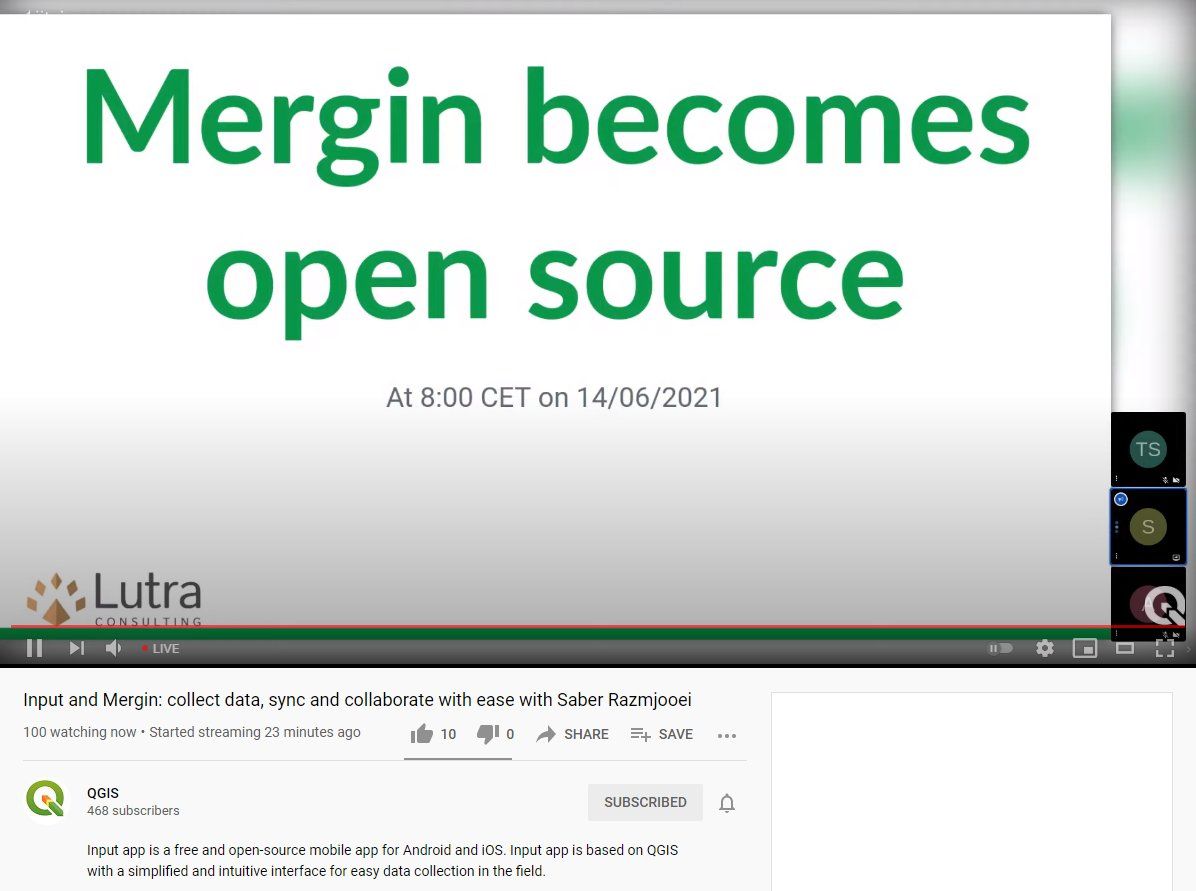 Mergin becomes
open source
At 8:00 CET on 14/06/2021
TS
S
Lutra
CONSULTING
LIVE
Input and Mergin: collect data, sync and collaborate with ease with Saber Razmjooei
100 watching now • Started streaming 23 minutes ago
10
0
SHARE
SAVE
QGIS
468 subscribers
SUBSCRIBED
Input app is a free and open-source mobile app for Android and iOS. Input app is based on QGIS
with a simplified and intuitive interface for easy data collection in the field.